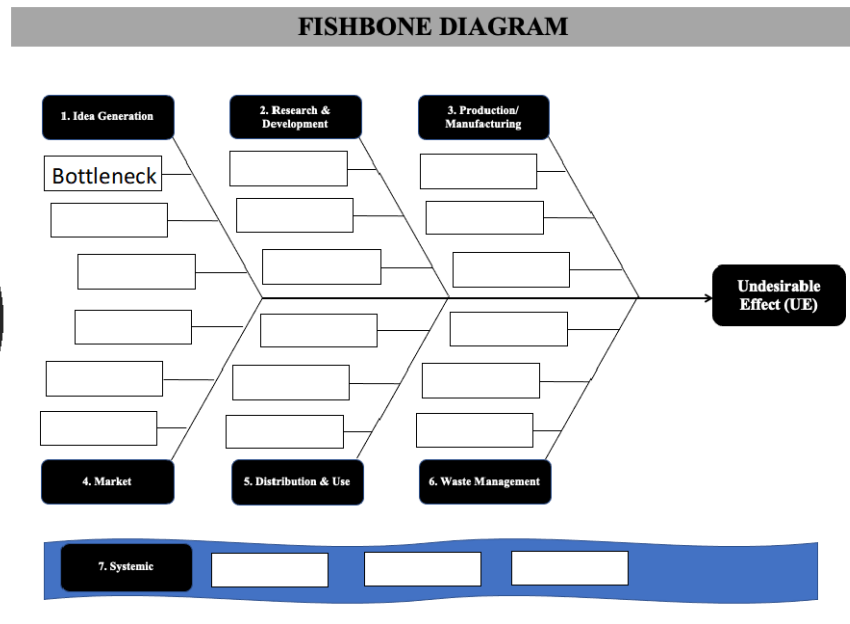 FISHBONE DIAGRAM
1. Idea Generation
2. Research &
Development
3. Production/
Manufacturing
Bottleneck
Undesirable
Effect (UE)
4. Market
5. Distribution & Use
6. Waste Management
7. Systemic